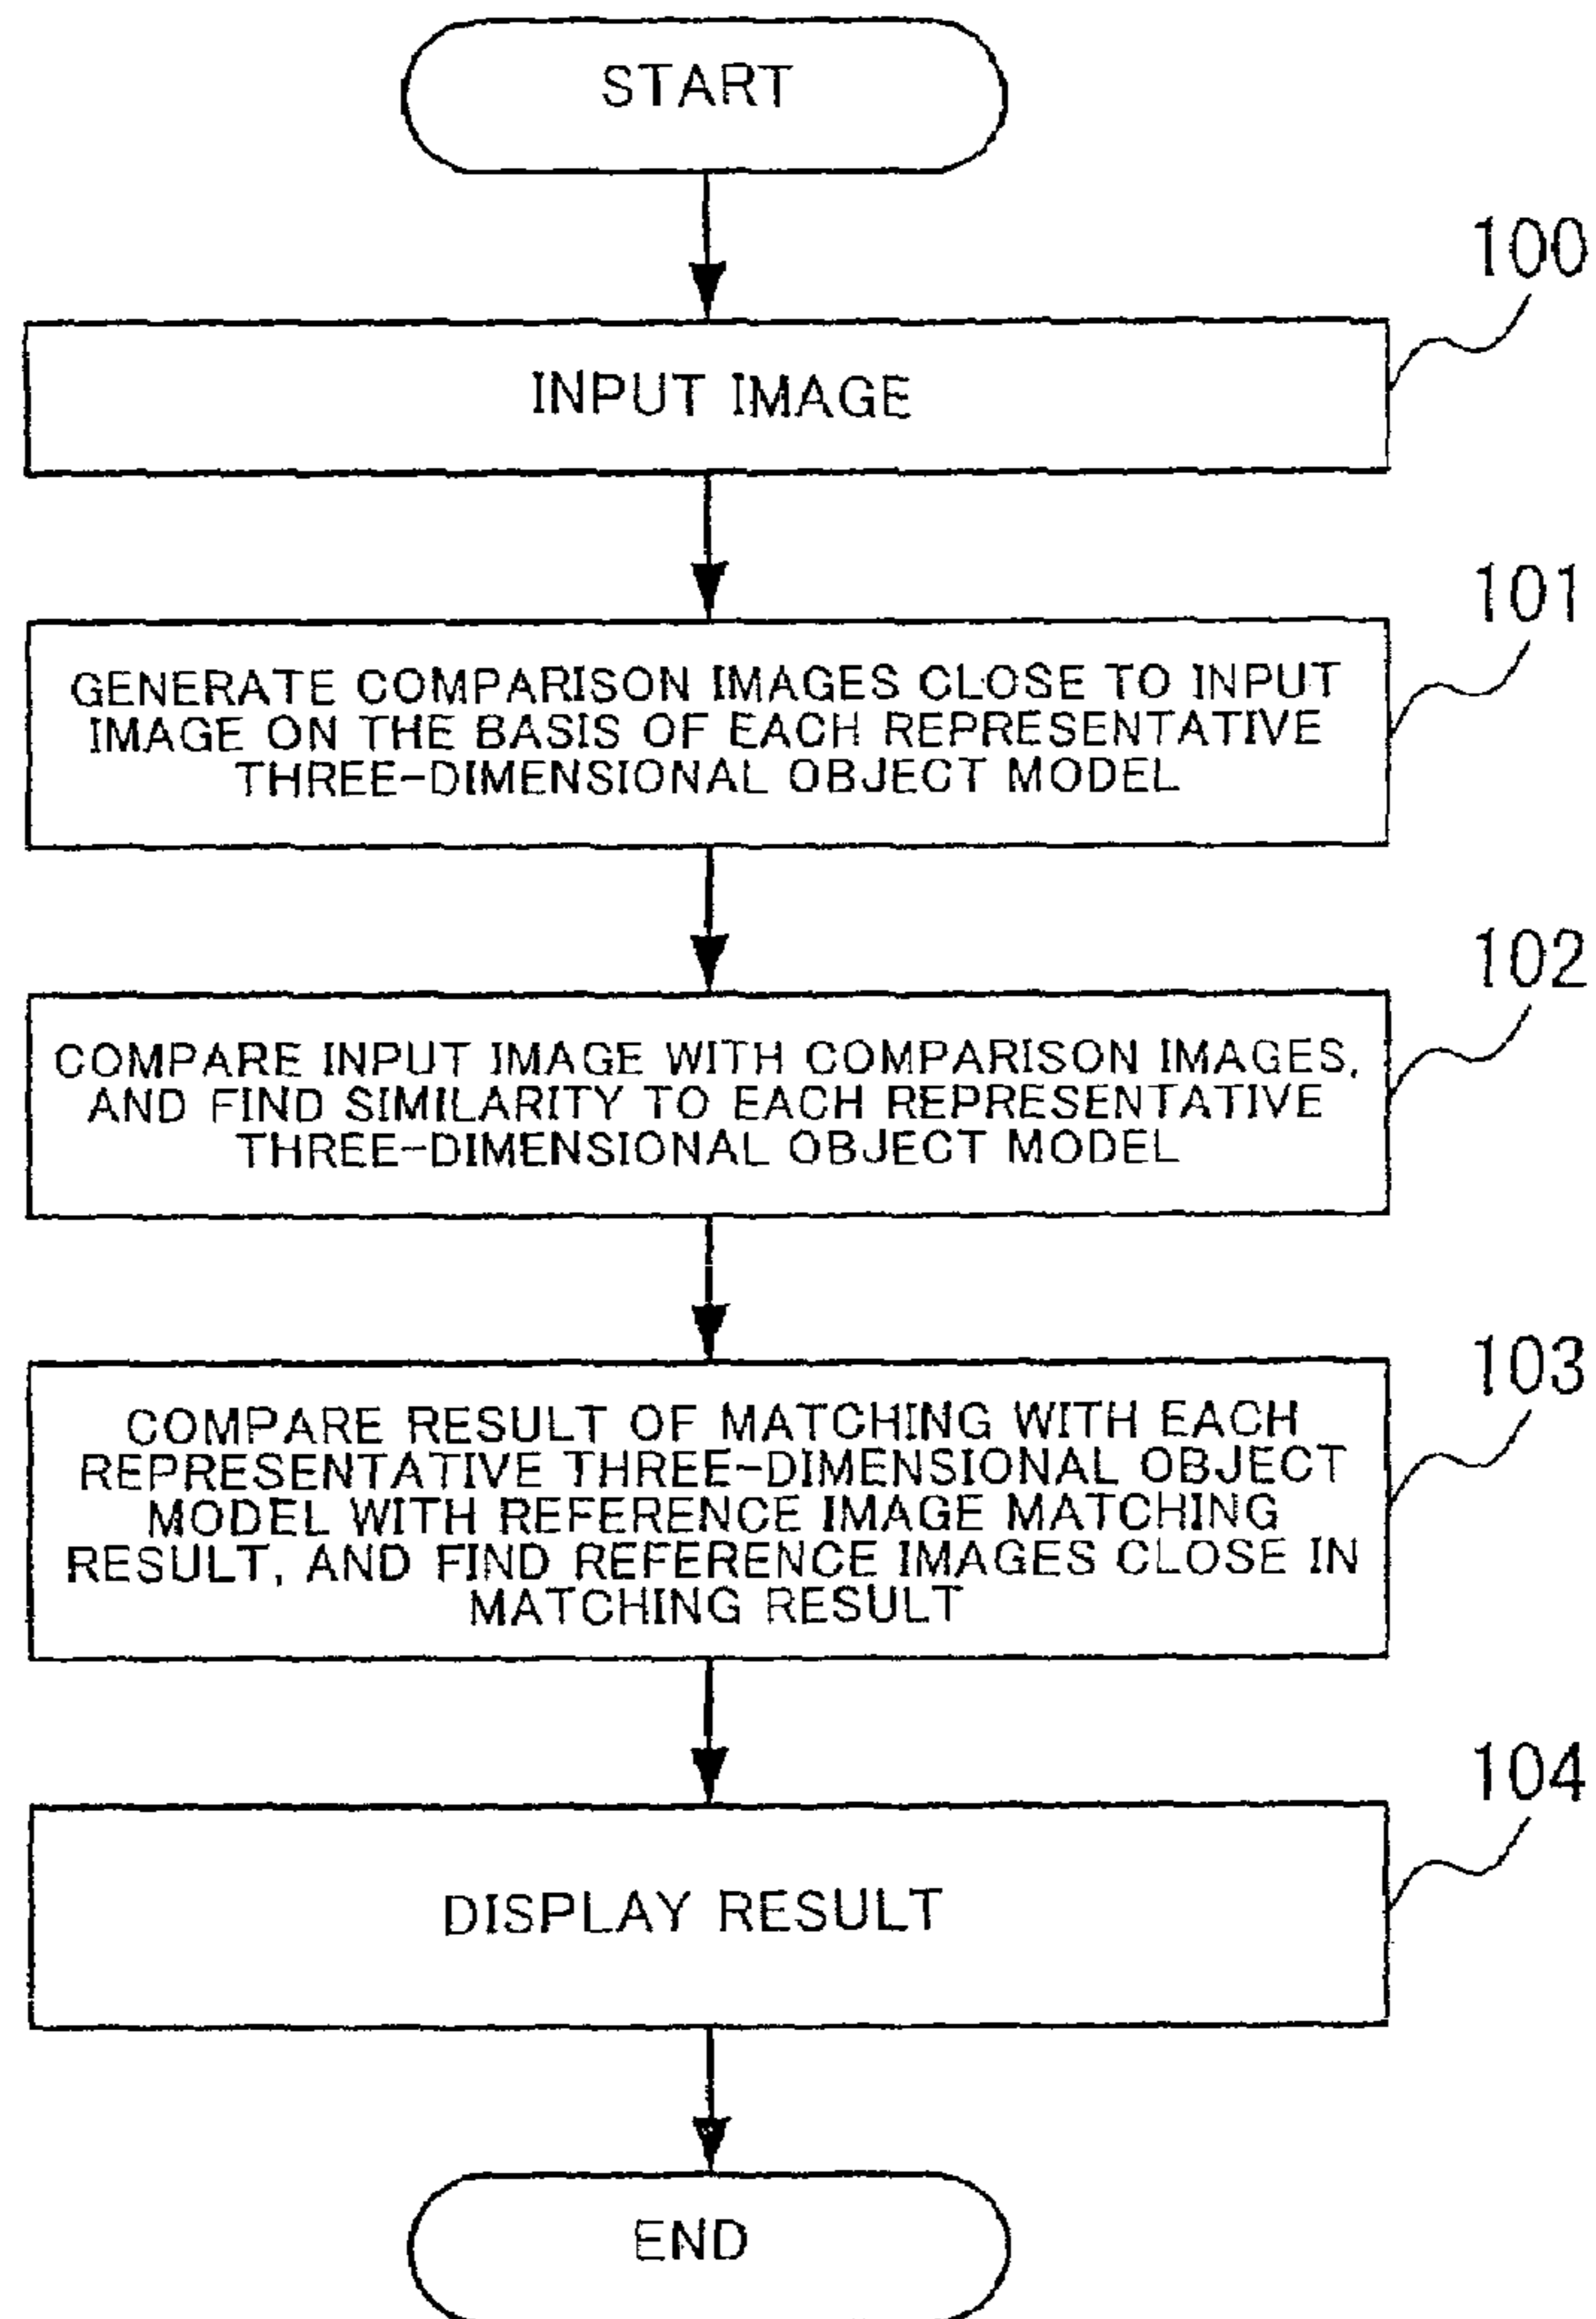 START
100
INPUT IMAGE
101
GENERATE COMPARISON IMAGES CLOSE TO INPUT
IMAGE ON THE BASIS OF EACH REPRESENTATIVE
THREE-DIMENSIONAL OBJECT MODEL
102
COMPARE INPUT IMAGE WITH COMPARISON IMAGES,
AND FIND SIMILARITY TO EACH REPRESENTATIVE
THREE-DIMENSIONAL OBJECT MODEL
103
COMPARE RESULT OF MATCHING WITH EACH
REPRESENTATIVE THREE-DIMENSIONAL OBJECT
MODEL WITH REFERENCE IMAGE MATCHING
RESULT, AND FIND REFERENCE IMAGES CLOSE IN
MATCHING RESULT
104
DISPLAY RESULT
END